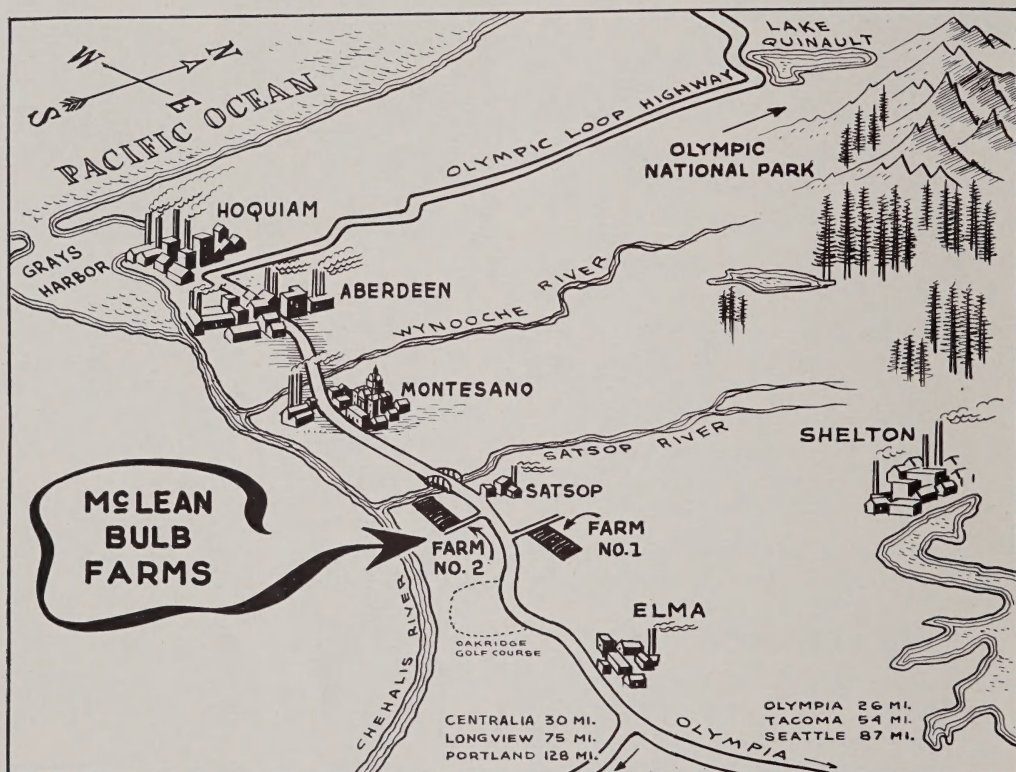 LAKE
QUINAULT
W
N
S
E
PACIFIC OCEAN
OLYMPIC LOOP HIGHWAY
OLYMPIC
NATIONAL PARK
HOQUIAM
GRAYS
HARBOR
ABERDEEN
WYNOOCHE RIVER
MONTESANO
SATSOP RIVER
SHELTON
McLEAN
BULB
FARMS
SATSOP
FARM
NO. 1
FARM
NO. 2
CHEHALIS RIVER
OAKRIDGE
GOLF COURSE
ELMA
CENTRALIA 30 MI.
LONGVIEW 75 MI.
PORTLAND 128 MI.
OLYMPIA
OLYMPIA 26 MI.
TACOMA 54 MI.
SEATTLE 87 MI.